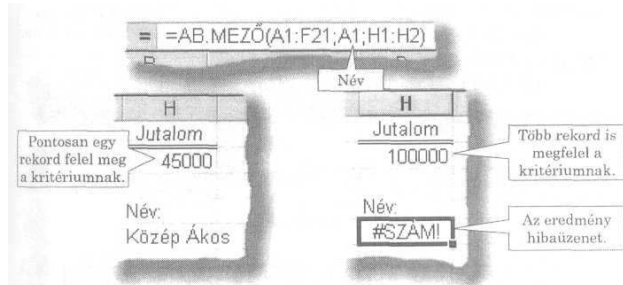 = =AB.MEZŐ(A1:F21;A1;H1:H2)
Név
H
Jutalom
45000
Pontosan egy
rekord felel meg
a kritériumnak.
Név:
Közép Ákos
H
Jutalom
100000
Több rekord is
megfelel a
kritériumnak.
Név:
#SZÁM!
Az eredmény
hibaüzenet.